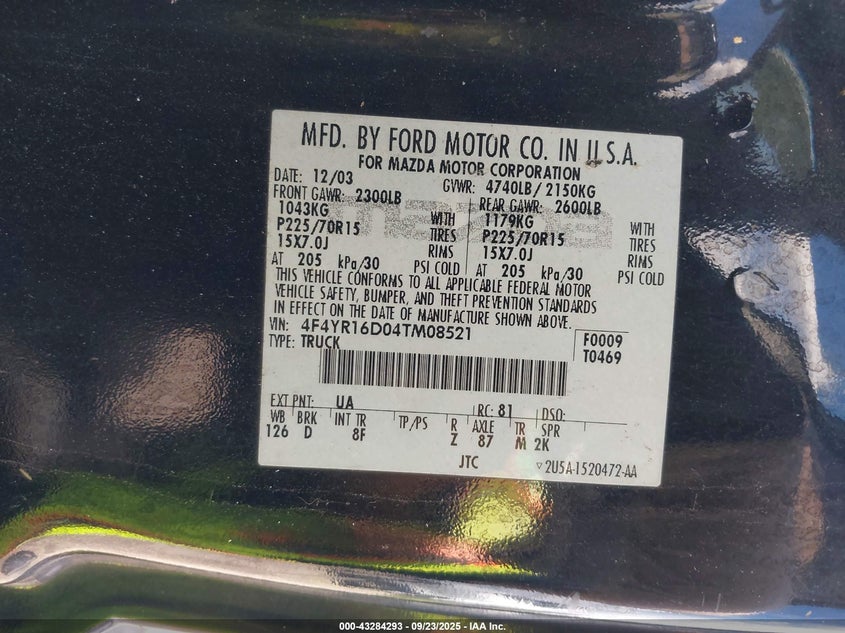 MFD. BY FORD MOTOR CO. IN U.S.A.
FOR MAZDA MOTOR CORPORATION
DATE: 12/03 GVWR: 4740LB/ 2150KG
FRONT GAWR: 2300LB REAR GAWR: 2600LB
1043KG WITH 1179KG WITH
P225/70R15 TIRES P225/70R15 TIRES
15X7.0J RIMS 15X7.0J RIMS
AT 205 kPa/30 PSI COLD AT 205 kPa/30 PSI COLD
THIS VEHICLE CONFORMS TO ALL APPLICABLE FEDERAL MOTOR
VEHICLE SAFETY, BUMPER, AND THEFT PREVENTION STANDARDS
IN EFFECT ON THE DATE OF MANUFACTURE SHOWN ABOVE.
VIN: 4F4YR16D04TM08521 F0009
TYPE: TRUCK T0469
EXT PNT: UA RC: 81 DSO:
WB BRK INT TR TP/PS R AXLE TR SPR
126 D 8F Z 87 M 2K
JTC ▽2U5A-1520472-AA
000-43284293 - 09/23/2025 - IAA Inc.